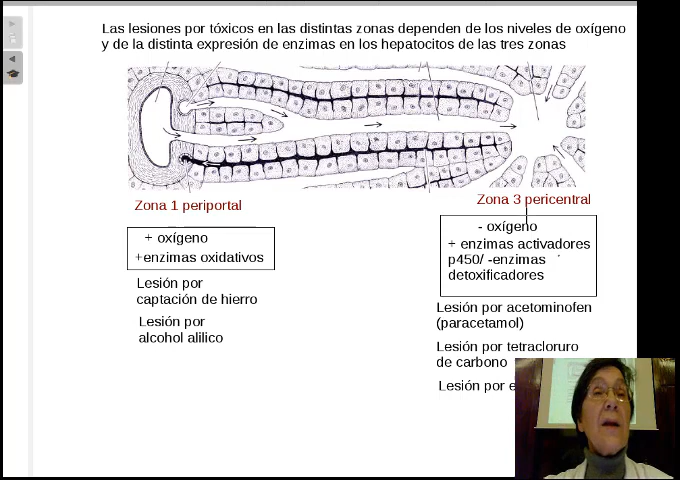 Las lesiones por tóxicos en las distintas zonas dependen de los niveles de oxígeno
y de la distinta expresión de enzimas en los hepatocitos de las tres zonas
Zona 1 periportal
+ oxígeno
+enzimas oxidativos
Lesión por
captación de hierro
Lesión por
alcohol alilico
Zona 3 pericentral
- oxígeno
+ enzimas activadores
p450/ -enzimas
detoxificadores
Lesión por acetominofen
(paracetamol)
Lesión por tetracloruro
de carbono
Lesión por